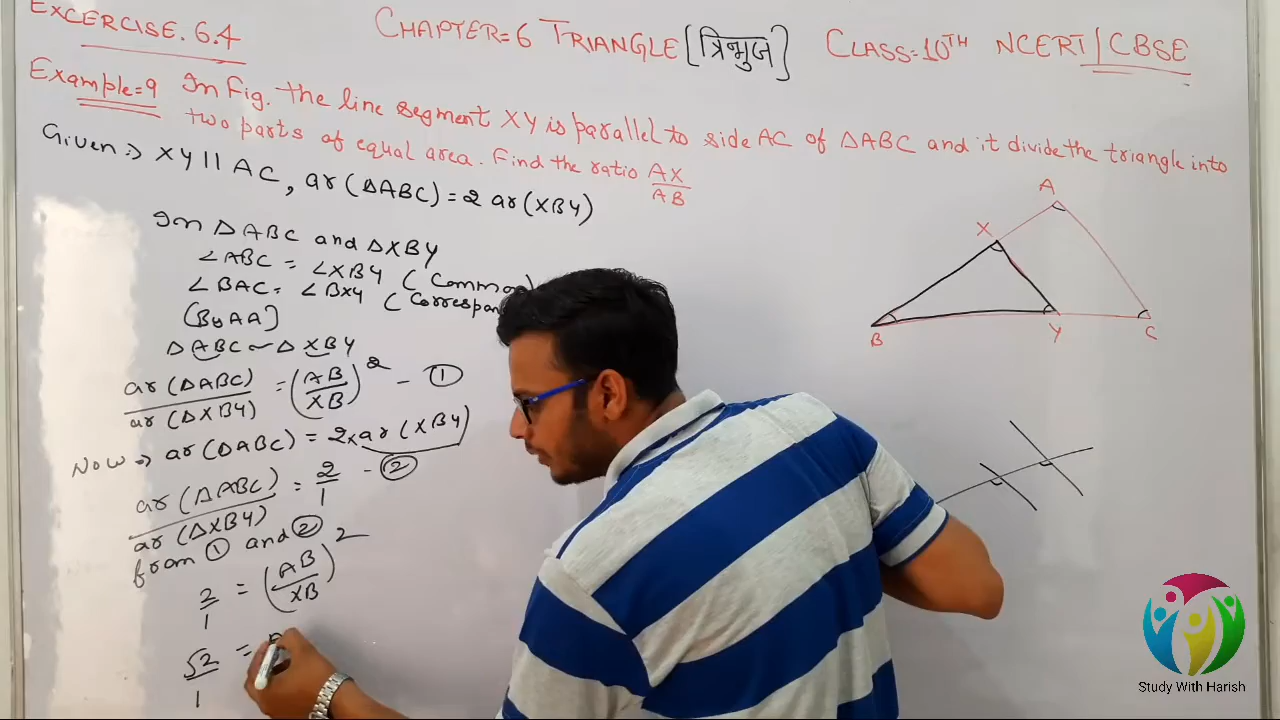 EXCERCISE. 6.4
CHAPTER=6 TRIANGLE [त्रिभुज] CLASS=10TH NCERT/CBSE
Example=9 In Fig. the line segment XY is parallel to side AC of ΔABC and it divide the triangle into
two parts of equal area. Find the ratio AX/AB
Given:→ XY || AC, ar(ΔABC) = 2 ar(XBY)
In ΔABC and ΔXBY
∠ABC = ∠XBY (Common)
∠BAC = ∠BXY (Correspon
[By AA]
ΔABC ~ ΔXBY
ar(ΔABC)/ar(ΔXBY) = (AB/XB)² - ①
Now → ar(ΔABC) = 2×ar(XBY)
ar(ΔABC)/ar(ΔXBY) = 2/1 - ②
from ① and ②
2/1 = (AB/XB)²
√2/1 =
A
X
B
Y
C
Study With Harish